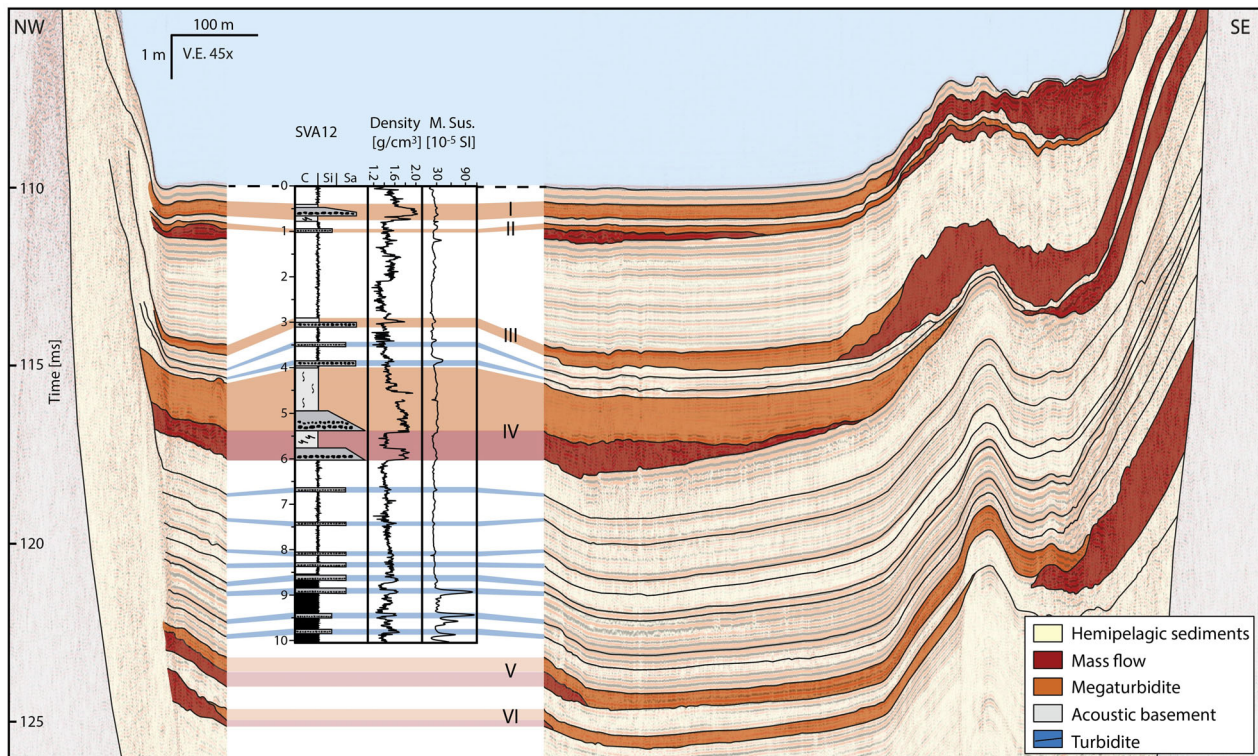 NW
100 m
SE
1 m
V.E. 45x
SVA12
Density
[g/cm³]
M. Sus.
[10⁻⁵ SI]
C Si Sa
1.2
1.6
2.0
30
90
Time [ms]
110
115
120
125
0
1
2
3
4
5
6
7
8
9
10
I
II
III
IV
V
VI
Hemipelagic sediments
Mass flow
Megaturbidite
Acoustic basement
Turbidite